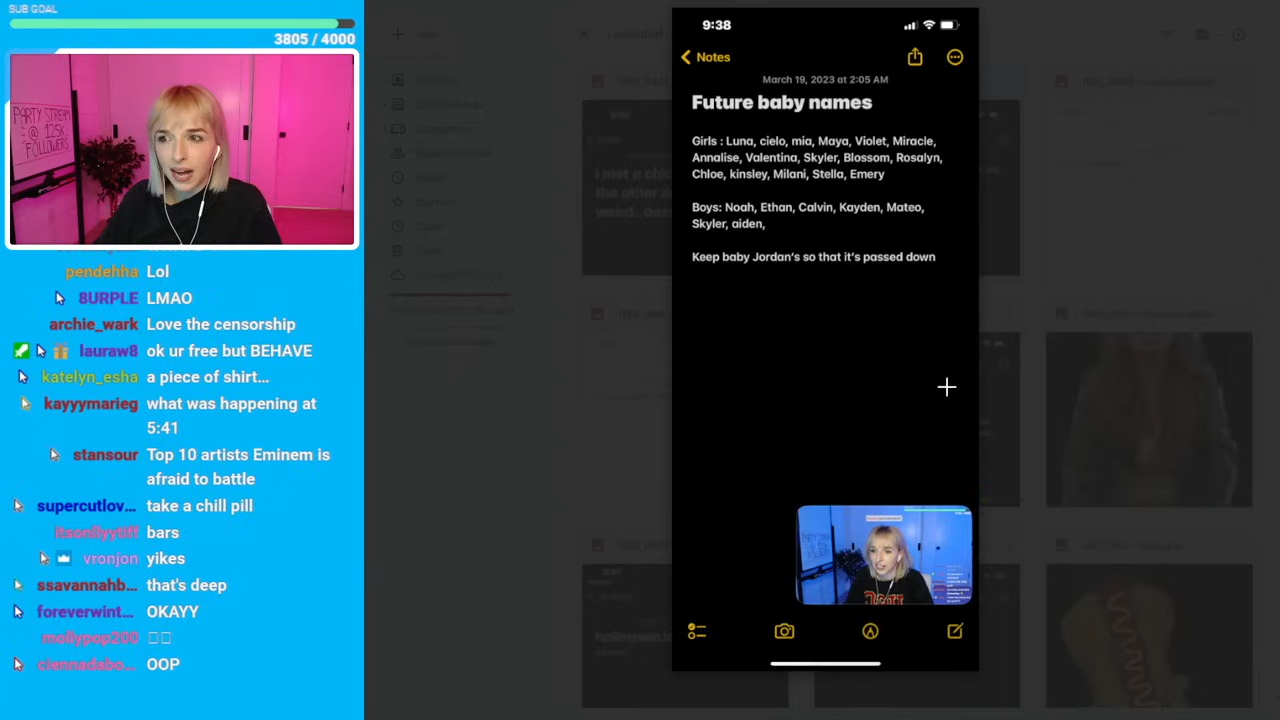 SUB GOAL
3805 / 4000
PARTY STREAM
@ 125K
FOLLOWERS
pendehha Lol
8URPLE LMAO
archie_wark Love the censorship
lauraw8 ok ur free but BEHAVE
katelyn_esha a piece of shirt...
kayyymarieg what was happening at
5:41
stansour Top 10 artists Eminem is
afraid to battle
supercutlov... take a chill pill
itsonllyytiff bars
vronjon yikes
ssavannahb... that's deep
foreverwint... OKAYY
mollypop200
ciennadabo... OOP
9:38
Notes
March 19, 2023 at 2:05 AM
Future baby names
Girls : Luna, cielo, mia, Maya, Violet, Miracle,
Annalise, Valentina, Skyler, Blossom, Rosalyn,
Chloe, kinsley, Milani, Stella, Emery
Boys: Noah, Ethan, Calvin, Kayden, Mateo,
Skyler, aiden,
Keep baby Jordan's so that it's passed down
i met a chi
the other d